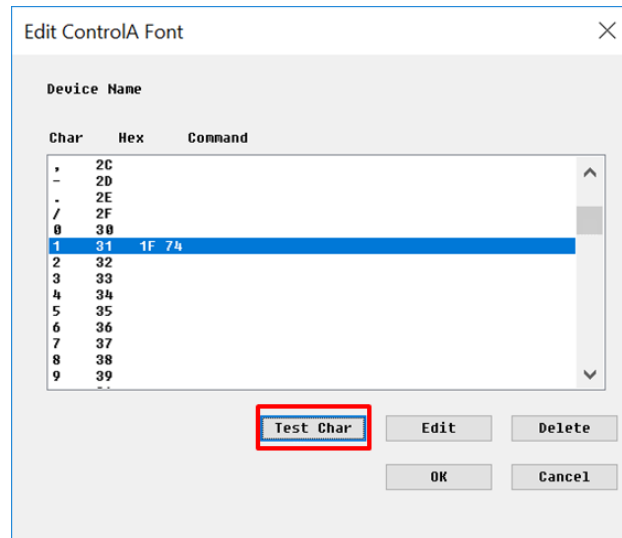 Edit ControlA Font
Device Name
Char Hex Command
, 2C
- 2D
. 2E
/ 2F
0 30
1 31 1F 74
2 32
3 33
4 34
5 35
6 36
7 37
8 38
9 39
Test Char Edit Delete
OK Cancel